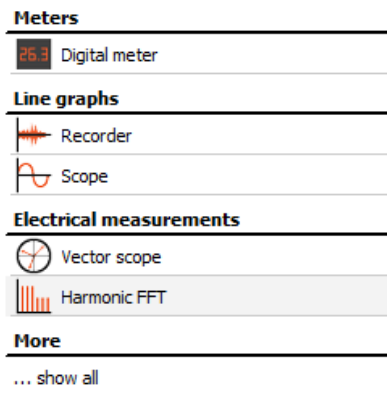 Meters
26.3 Digital meter
Line graphs
Recorder
Scope
Electrical measurements
Vector scope
Harmonic FFT
More
... show all